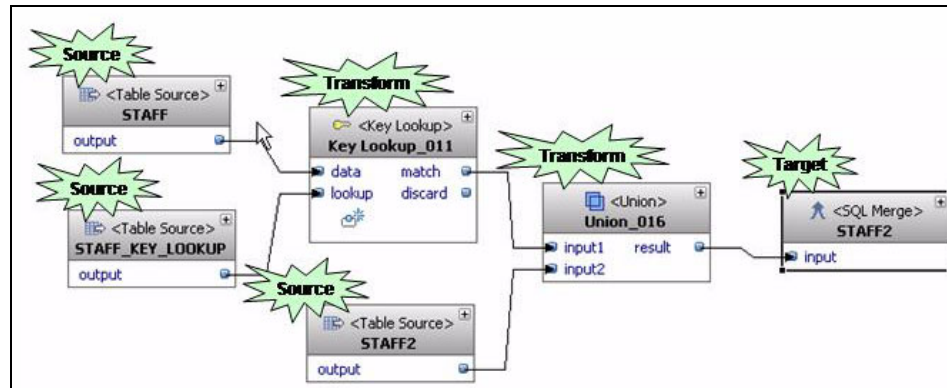 Source
<Table Source>
STAFF
output
Transform
<Key Lookup>
Key Lookup_011
data match
lookup discard
Source
<Table Source>
STAFF_KEY_LOOKUP
output
Transform
<Union>
Union_016
input1 result
input2
Target
<SQL Merge>
STAFF2
input
Source
<Table Source>
STAFF2
output